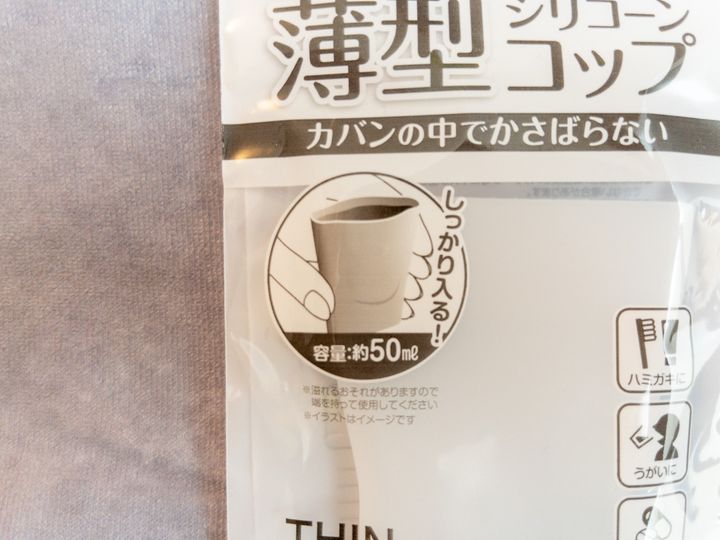 薄型
シリコーン
コップ
カバンの中でかさばらない
しっかり入る!
容量:約50㎖
※溢れるおそれがありますので
端を持って使用してください
※イラストはイメージです
ハミガキに
うがいに
THIN